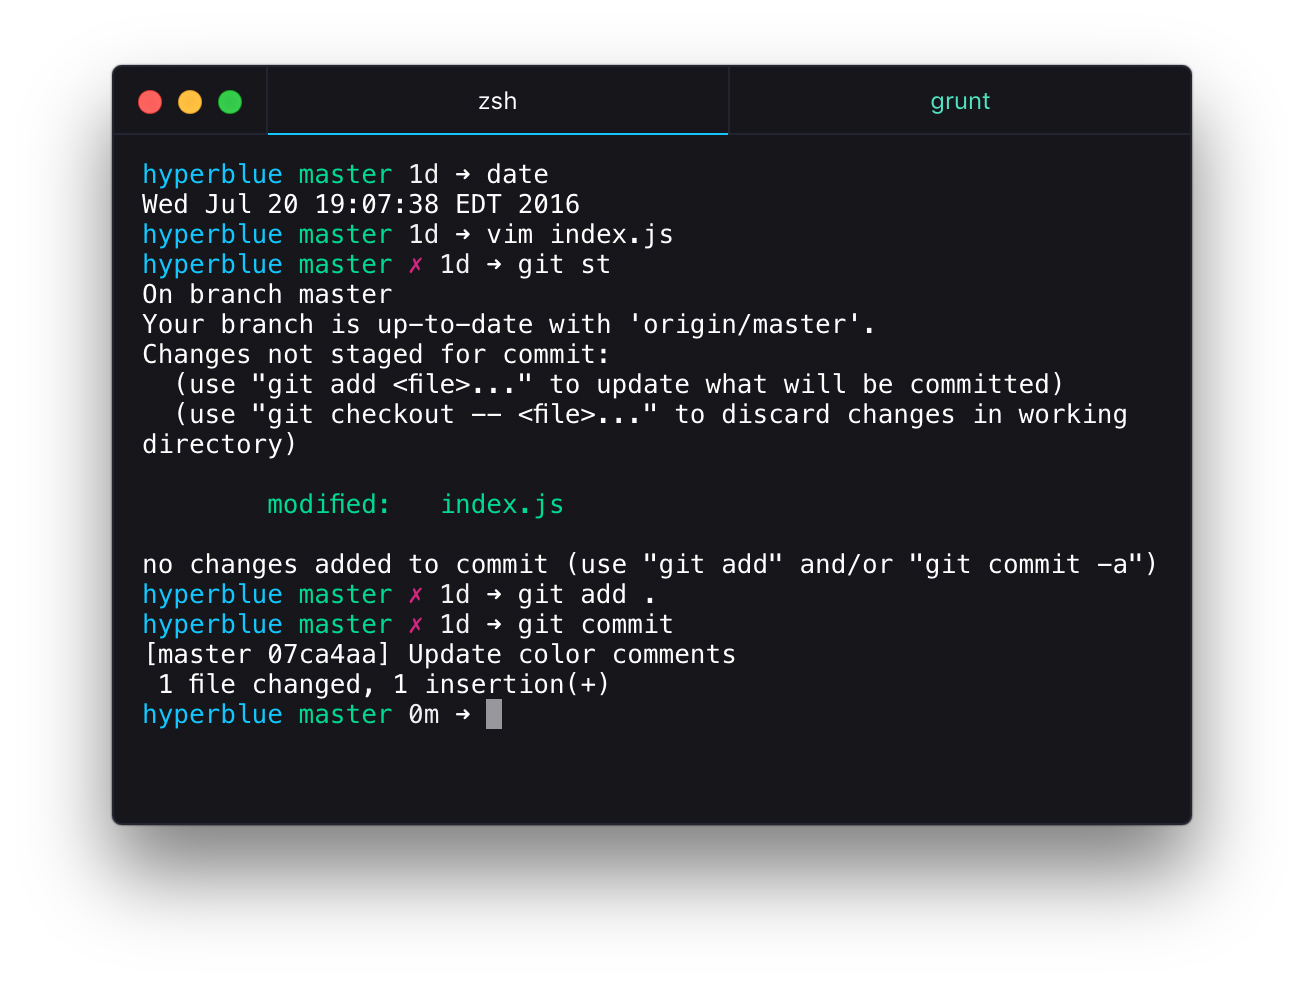 zsh
grunt
hyperblue master 1d ➜ date
Wed Jul 20 19:07:38 EDT 2016
hyperblue master 1d ➜ vim index.js
hyperblue master ✗ 1d ➜ git st
On branch master
Your branch is up-to-date with 'origin/master'.
Changes not staged for commit:
  (use "git add <file>..." to update what will be committed)
  (use "git checkout -- <file>..." to discard changes in working
directory)
        modified:   index.js
no changes added to commit (use "git add" and/or "git commit -a")
hyperblue master ✗ 1d ➜ git add .
hyperblue master ✗ 1d ➜ git commit
[master 07ca4aa] Update color comments
 1 file changed, 1 insertion(+)
hyperblue master 0m ➜